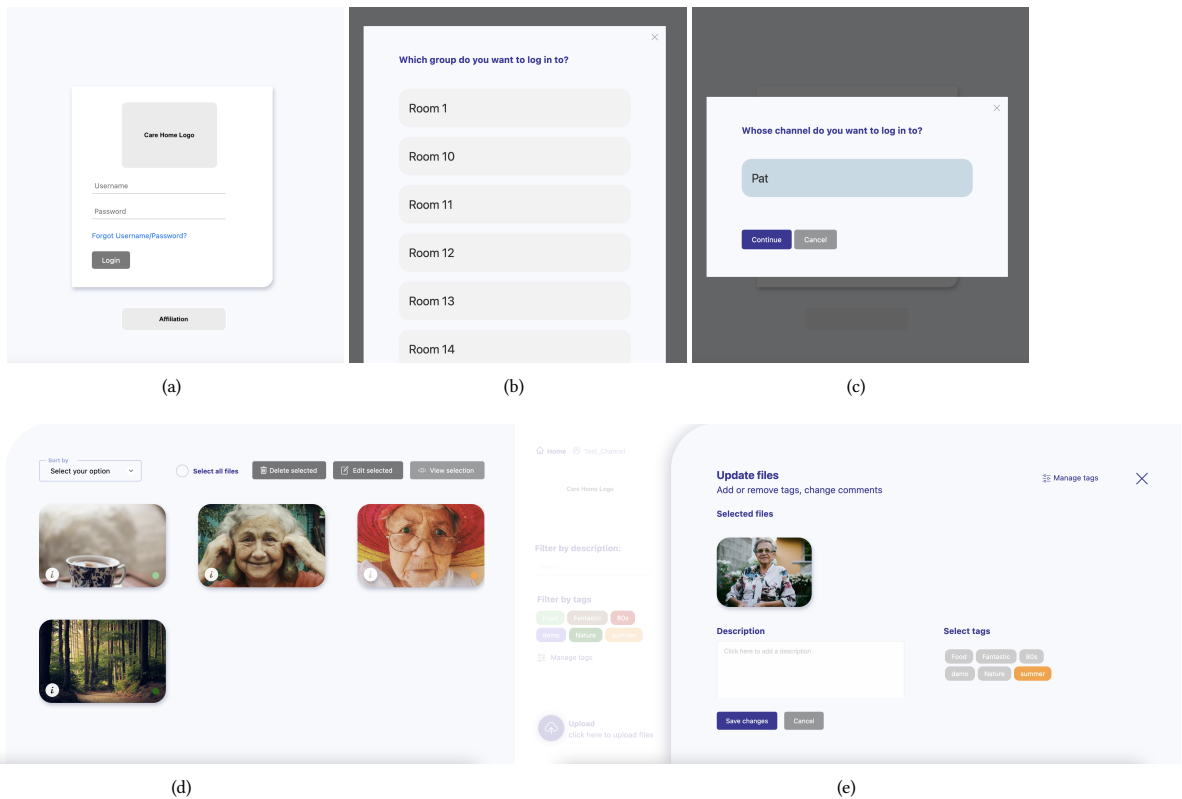 Care Home Logo
Username
Password
Forgot Username/Password?
Login
Affiliation
(a)
Which group do you want to log in to?
Room 1
Room 10
Room 11
Room 12
Room 13
Room 14
(b)
Whose channel do you want to log in to?
Pat
Continue Cancel
(c)
Sort by
Select your option
Select all files
Delete selected
Edit selected
View selection
i
i
i
i
(d)
Home Test_Channel
Care Home Logo
Filter by description:
Filter by tags
Food Fantastic 80s
demo Nature summer
Manage tags
Upload
click here to upload files
Update files
Add or remove tags, change comments
Manage tags
Selected files
Description
Click here to add a description
Save changes Cancel
Select tags
Food Fantastic 80s
demo Nature summer
(e)